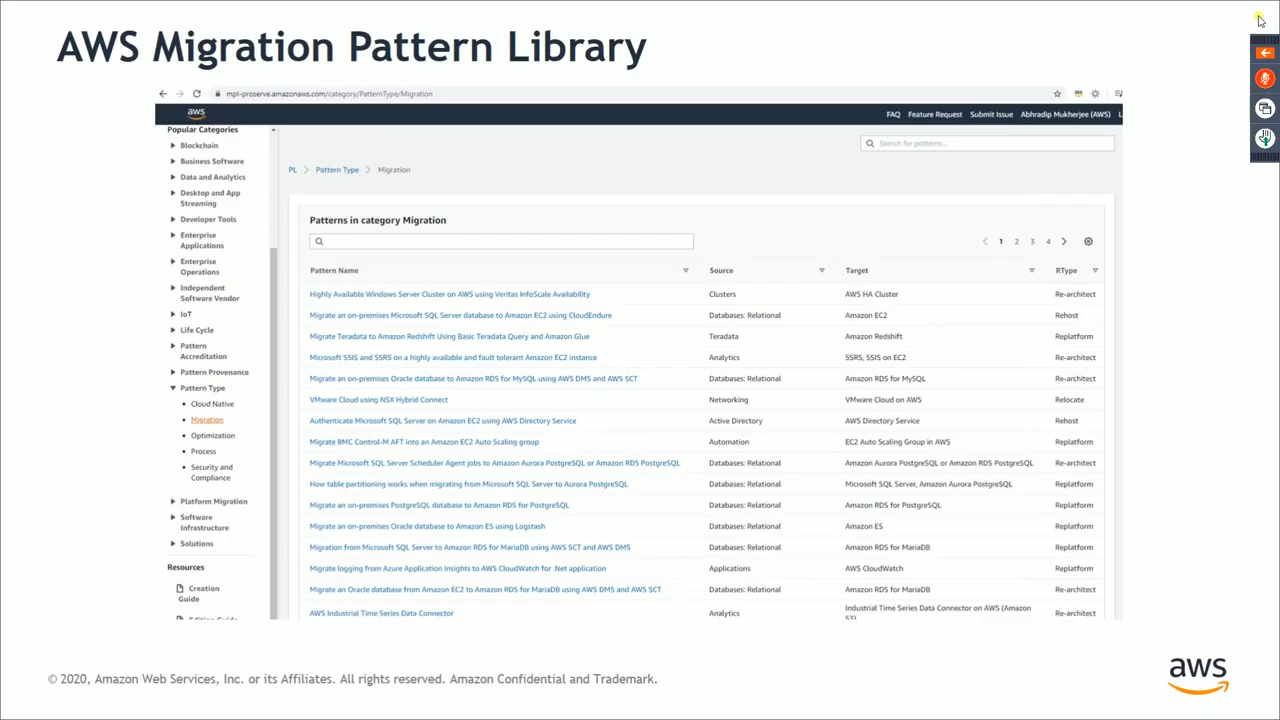 AWS Migration Pattern Library
mpl-proserve.amazonaws.com/category/PatternType/Migration
aws
FAQ Feature Request Submit Issue Abhradip Mukherjee (AWS)
Popular Categories
Blockchain
Business Software
Data and Analytics
Desktop and App
Streaming
Developer Tools
Enterprise
Applications
Enterprise
Operations
Independent
Software Vendor
IoT
Life Cycle
Pattern
Accreditation
Pattern Provenance
Pattern Type
Cloud Native
Migration
Optimization
Process
Security and
Compliance
Platform Migration
Software
Infrastructure
Solutions
Resources
Creation
Guide
Search for patterns...
PL > Pattern Type > Migration
Patterns in category Migration
1 2 3 4
Pattern Name Source Target RType
Highly Available Windows Server Cluster on AWS using Veritas InfoScale Availability Clusters AWS HA Cluster Re-architect
Migrate an on-premises Microsoft SQL Server database to Amazon EC2 using CloudEndure Databases: Relational Amazon EC2 Rehost
Migrate Teradata to Amazon Redshift Using Basic Teradata Query and Amazon Glue Teradata Amazon Redshift Replatform
Microsoft SSIS and SSRS on a highly available and fault tolerant Amazon EC2 instance Analytics SSRS, SSIS on EC2 Re-architect
Migrate an on-premises Oracle database to Amazon RDS for MySQL using AWS DMS and AWS SCT Databases: Relational Amazon RDS for MySQL Re-architect
VMware Cloud using NSX Hybrid Connect Networking VMware Cloud on AWS Relocate
Authenticate Microsoft SQL Server on Amazon EC2 using AWS Directory Service Active Directory AWS Directory Service Rehost
Migrate BMC Control-M AFT into an Amazon EC2 Auto Scaling group Automation EC2 Auto Scaling Group in AWS Replatform
Migrate Microsoft SQL Server Scheduler Agent jobs to Amazon Aurora PostgreSQL or Amazon RDS PostgreSQL Databases: Relational Amazon Aurora PostgreSQL or Amazon RDS PostgreSQL Re-architect
How table partitioning works when migrating from Microsoft SQL Server to Aurora PostgreSQL Databases: Relational Microsoft SQL Server, Amazon Aurora PostgreSQL Replatform
Migrate an on-premises PostgreSQL database to Amazon RDS for PostgreSQL Databases: Relational Amazon RDS for PostgreSQL Replatform
Migrate an on-premises Oracle database to Amazon ES using Logstash Databases: Relational Amazon ES Replatform
Migration from Microsoft SQL Server to Amazon RDS for MariaDB using AWS SCT and AWS DMS Databases: Relational Amazon RDS for MariaDB Replatform
Migrate logging from Azure Application Insights to AWS CloudWatch for .Net application Applications AWS CloudWatch Replatform
Migrate an Oracle database from Amazon EC2 to Amazon RDS for MariaDB using AWS DMS and AWS SCT Databases: Relational Amazon RDS for MariaDB Replatform
AWS Industrial Time Series Data Connector Analytics Industrial Time Series Data Connector on AWS (Amazon Re-architect
© 2020, Amazon Web Services, Inc. or its Affiliates. All rights reserved. Amazon Confidential and Trademark.
aws